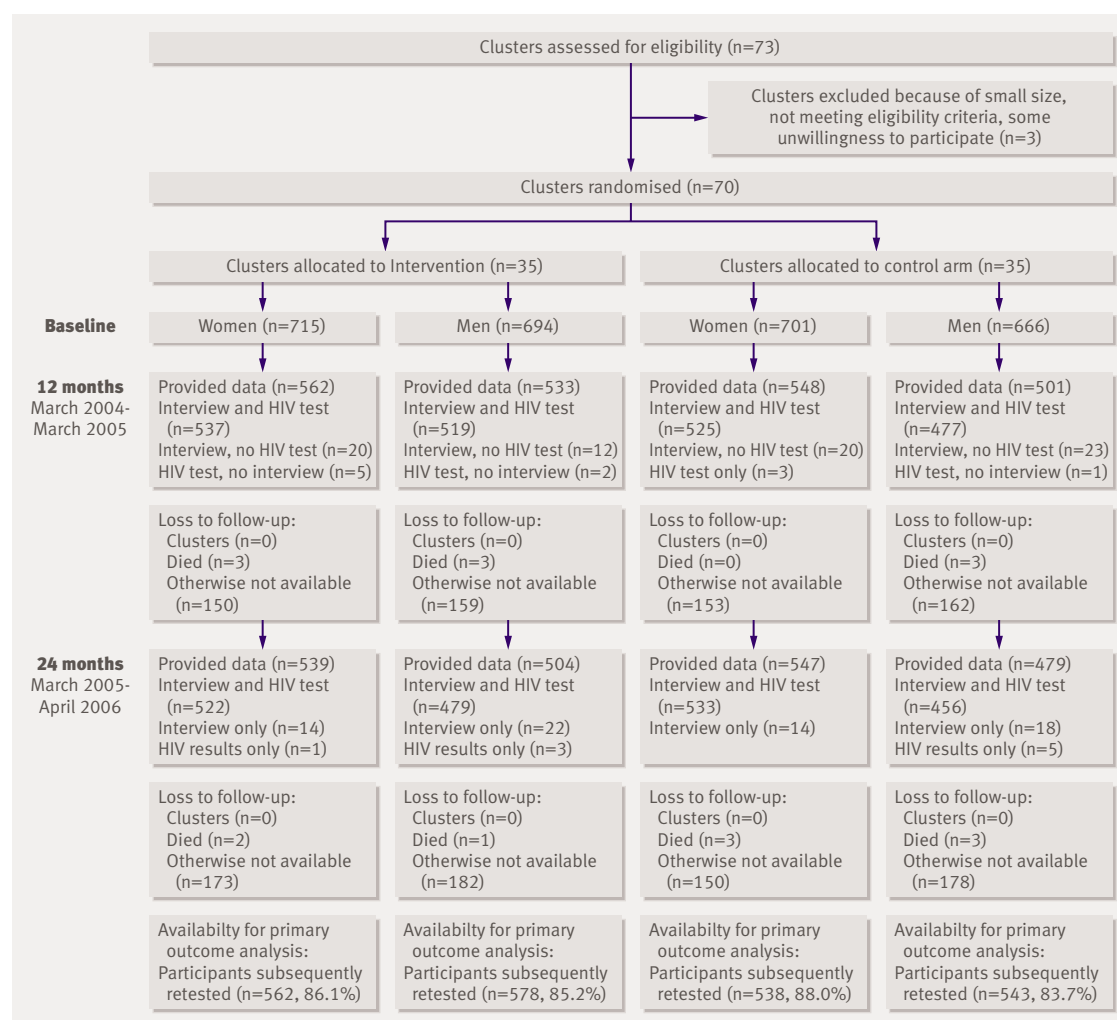 Clusters assessed for eligibility (n=73)
Clusters excluded because of small size,
not meeting eligibility criteria, some
unwillingness to participate (n=3)
Clusters randomised (n=70)
Clusters allocated to Intervention (n=35)
Clusters allocated to control arm (n=35)
Baseline
Women (n=715)
Men (n=694)
Women (n=701)
Men (n=666)
12 months
March 2004-
March 2005
Provided data (n=562)
Interview and HIV test
(n=537)
Interview, no HIV test (n=20)
HIV test, no interview (n=5)
Provided data (n=533)
Interview and HIV test
(n=519)
Interview, no HIV test (n=12)
HIV test, no interview (n=2)
Provided data (n=548)
Interview and HIV test
(n=525)
Interview, no HIV test (n=20)
HIV test only (n=3)
Provided data (n=501)
Interview and HIV test
(n=477)
Interview, no HIV test (n=23)
HIV test, no interview (n=1)
Loss to follow-up:
Clusters (n=0)
Died (n=3)
Otherwise not available
(n=150)
Loss to follow-up:
Clusters (n=0)
Died (n=3)
Otherwise not available
(n=159)
Loss to follow-up:
Clusters (n=0)
Died (n=0)
Otherwise not available
(n=153)
Loss to follow-up:
Clusters (n=0)
Died (n=3)
Otherwise not available
(n=162)
24 months
March 2005-
April 2006
Provided data (n=539)
Interview and HIV test
(n=522)
Interview only (n=14)
HIV results only (n=1)
Provided data (n=504)
Interview and HIV test
(n=479)
Interview only (n=22)
HIV results only (n=3)
Provided data (n=547)
Interview and HIV test
(n=533)
Interview only (n=14)
Provided data (n=479)
Interview and HIV test
(n=456)
Interview only (n=18)
HIV results only (n=5)
Loss to follow-up:
Clusters (n=0)
Died (n=2)
Otherwise not available
(n=173)
Loss to follow-up:
Clusters (n=0)
Died (n=1)
Otherwise not available
(n=182)
Loss to follow-up:
Clusters (n=0)
Died (n=3)
Otherwise not available
(n=150)
Loss to follow-up:
Clusters (n=0)
Died (n=3)
Otherwise not available
(n=178)
Availabilty for primary
outcome analysis:
Participants subsequently
retested (n=562, 86.1%)
Availabilty for primary
outcome analysis:
Participants subsequently
retested (n=578, 85.2%)
Availabilty for primary
outcome analysis:
Participants subsequently
retested (n=538, 88.0%)
Availabilty for primary
outcome analysis:
Participants subsequently
retested (n=543, 83.7%)